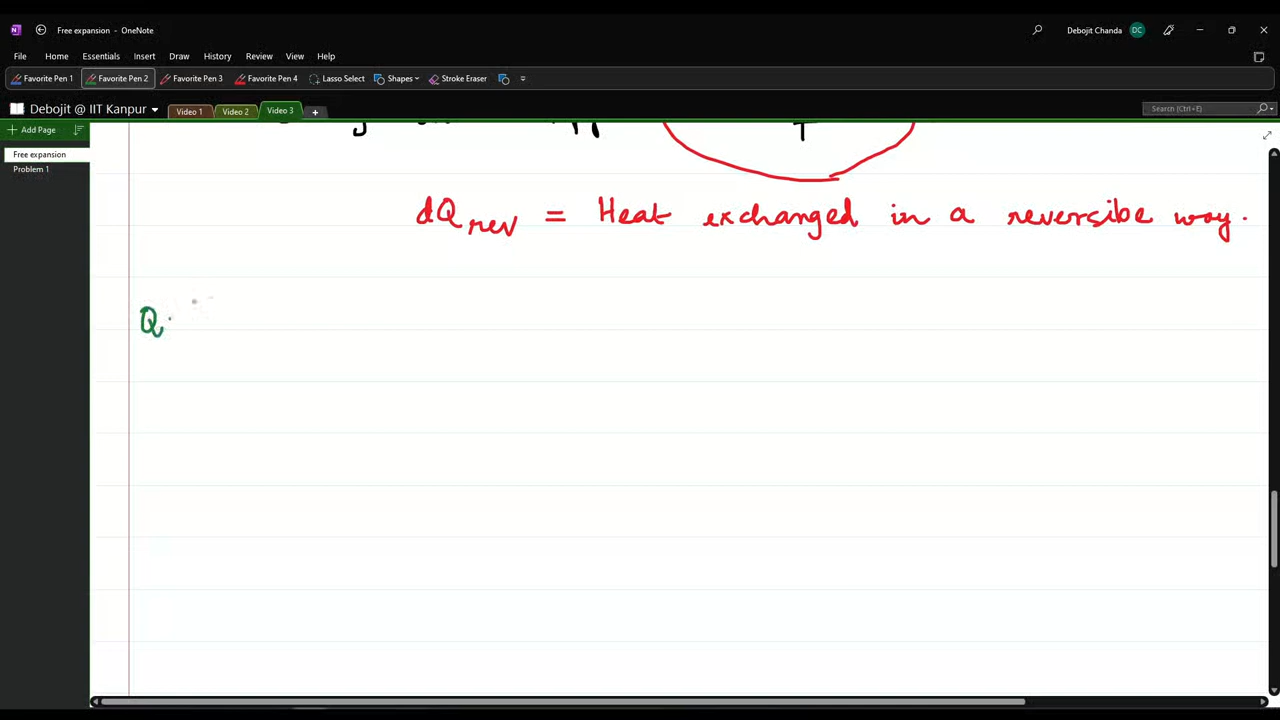 Free expansion - OneNote
Debojit Chanda DC
File Home Essentials Insert Draw History Review View Help
Favorite Pen 1 Favorite Pen 2 Favorite Pen 3 Favorite Pen 4 Lasso Select Shapes Stroke Eraser
Debojit @ IIT Kanpur Video 1 Video 2 Video 3 Search (Ctrl+E)
Add Page
Free expansion
Problem 1
T
dQrev = Heat exchanged in a reversibe way.
Q.